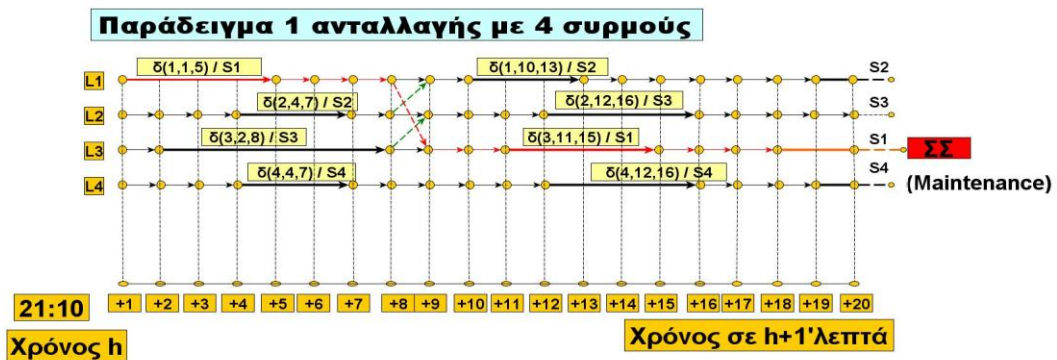 Παράδειγμα 1 ανταλλαγής με 4 συρμούς
L1 δ(1,1,5) / S1 δ(1,10,13) / S2 S2
L2 δ(2,4,7) / S2 δ(2,12,16) / S3 S3
L3 δ(3,2,8) / S3 δ(3,11,15) / S1 S1 ΣΣ
L4 δ(4,4,7) / S4 δ(4,12,16) / S4 S4 (Maintenance)
21:10 +1 +2 +3 +4 +5 +6 +7 +8 +9 +10 +11 +12 +13 +14 +15 +16 +17 +18 +19 +20
Χρόνος h Χρόνος σε h+1'λεπτά